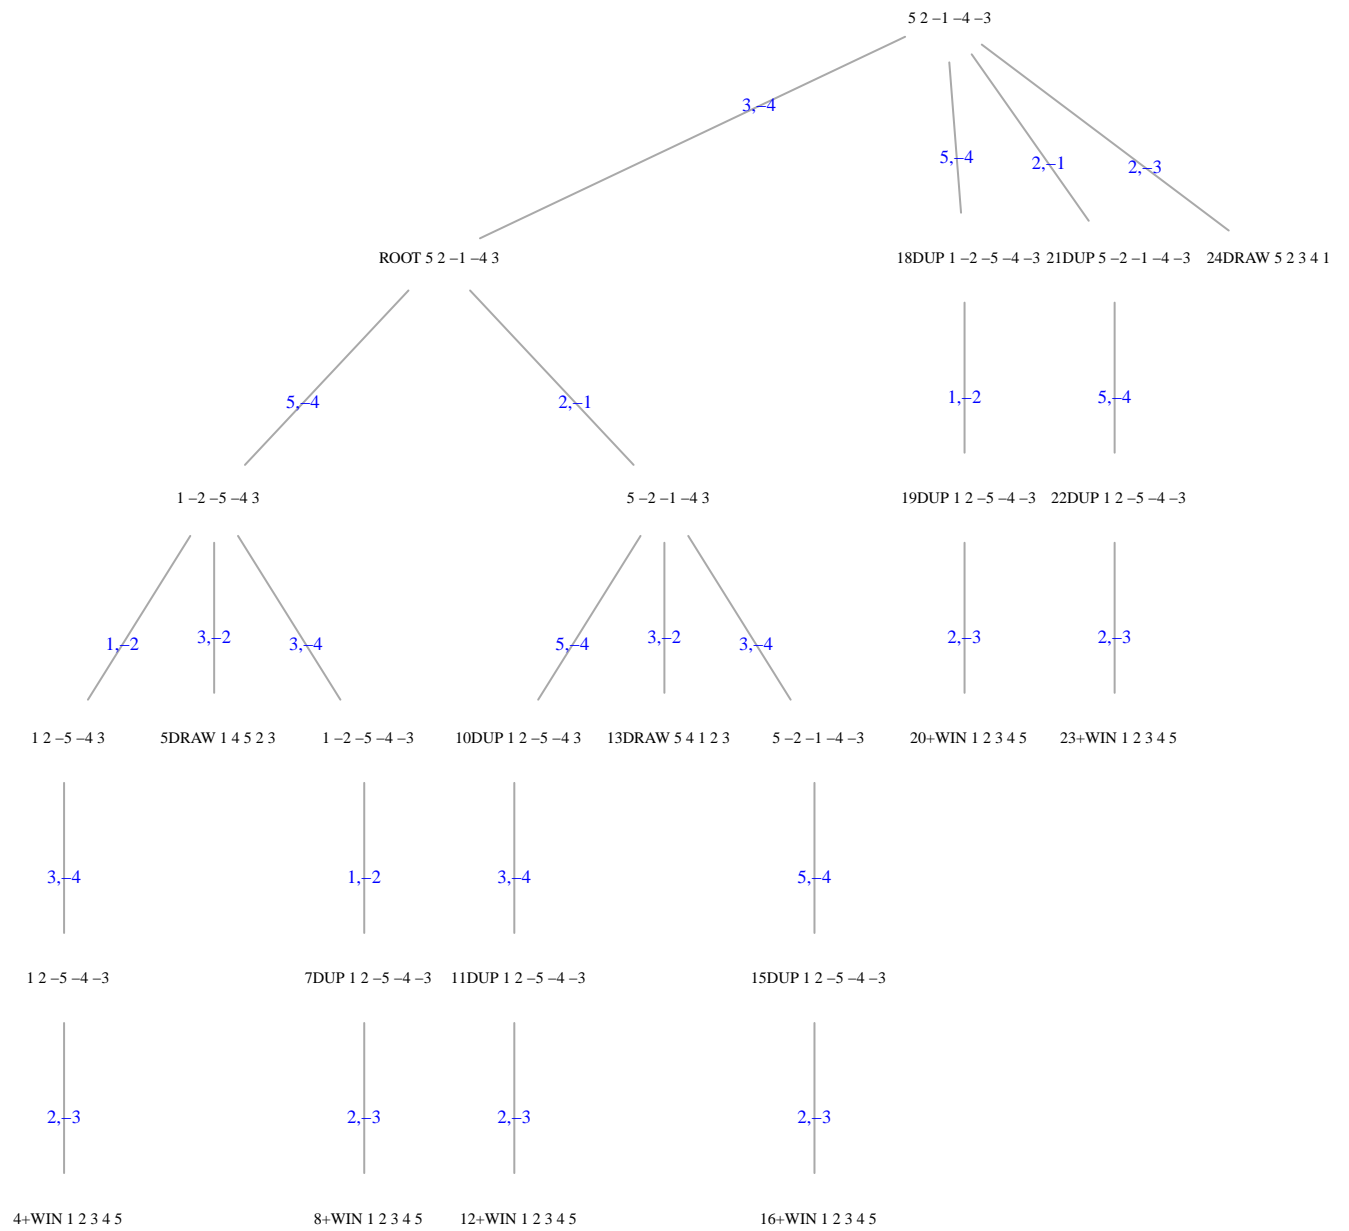 5 2 –1 –4 –3
3,–4
5,–4
2,–1
2,–3
ROOT 5 2 –1 –4 3
18DUP 1 –2 –5 –4 –3
21DUP 5 –2 –1 –4 –3
24DRAW 5 2 3 4 1
5,–4
2,–1
1,–2
5,–4
1 –2 –5 –4 3
5 –2 –1 –4 3
19DUP 1 2 –5 –4 –3
22DUP 1 2 –5 –4 –3
1,–2
3,–2
3,–4
5,–4
3,–2
3,–4
2,–3
2,–3
1 2 –5 –4 3
5DRAW 1 4 5 2 3
1 –2 –5 –4 –3
10DUP 1 2 –5 –4 3
13DRAW 5 4 1 2 3
5 –2 –1 –4 –3
20+WIN 1 2 3 4 5
23+WIN 1 2 3 4 5
3,–4
1,–2
3,–4
5,–4
1 2 –5 –4 –3
7DUP 1 2 –5 –4 –3
11DUP 1 2 –5 –4 –3
15DUP 1 2 –5 –4 –3
2,–3
2,–3
2,–3
2,–3
4+WIN 1 2 3 4 5
8+WIN 1 2 3 4 5
12+WIN 1 2 3 4 5
16+WIN 1 2 3 4 5